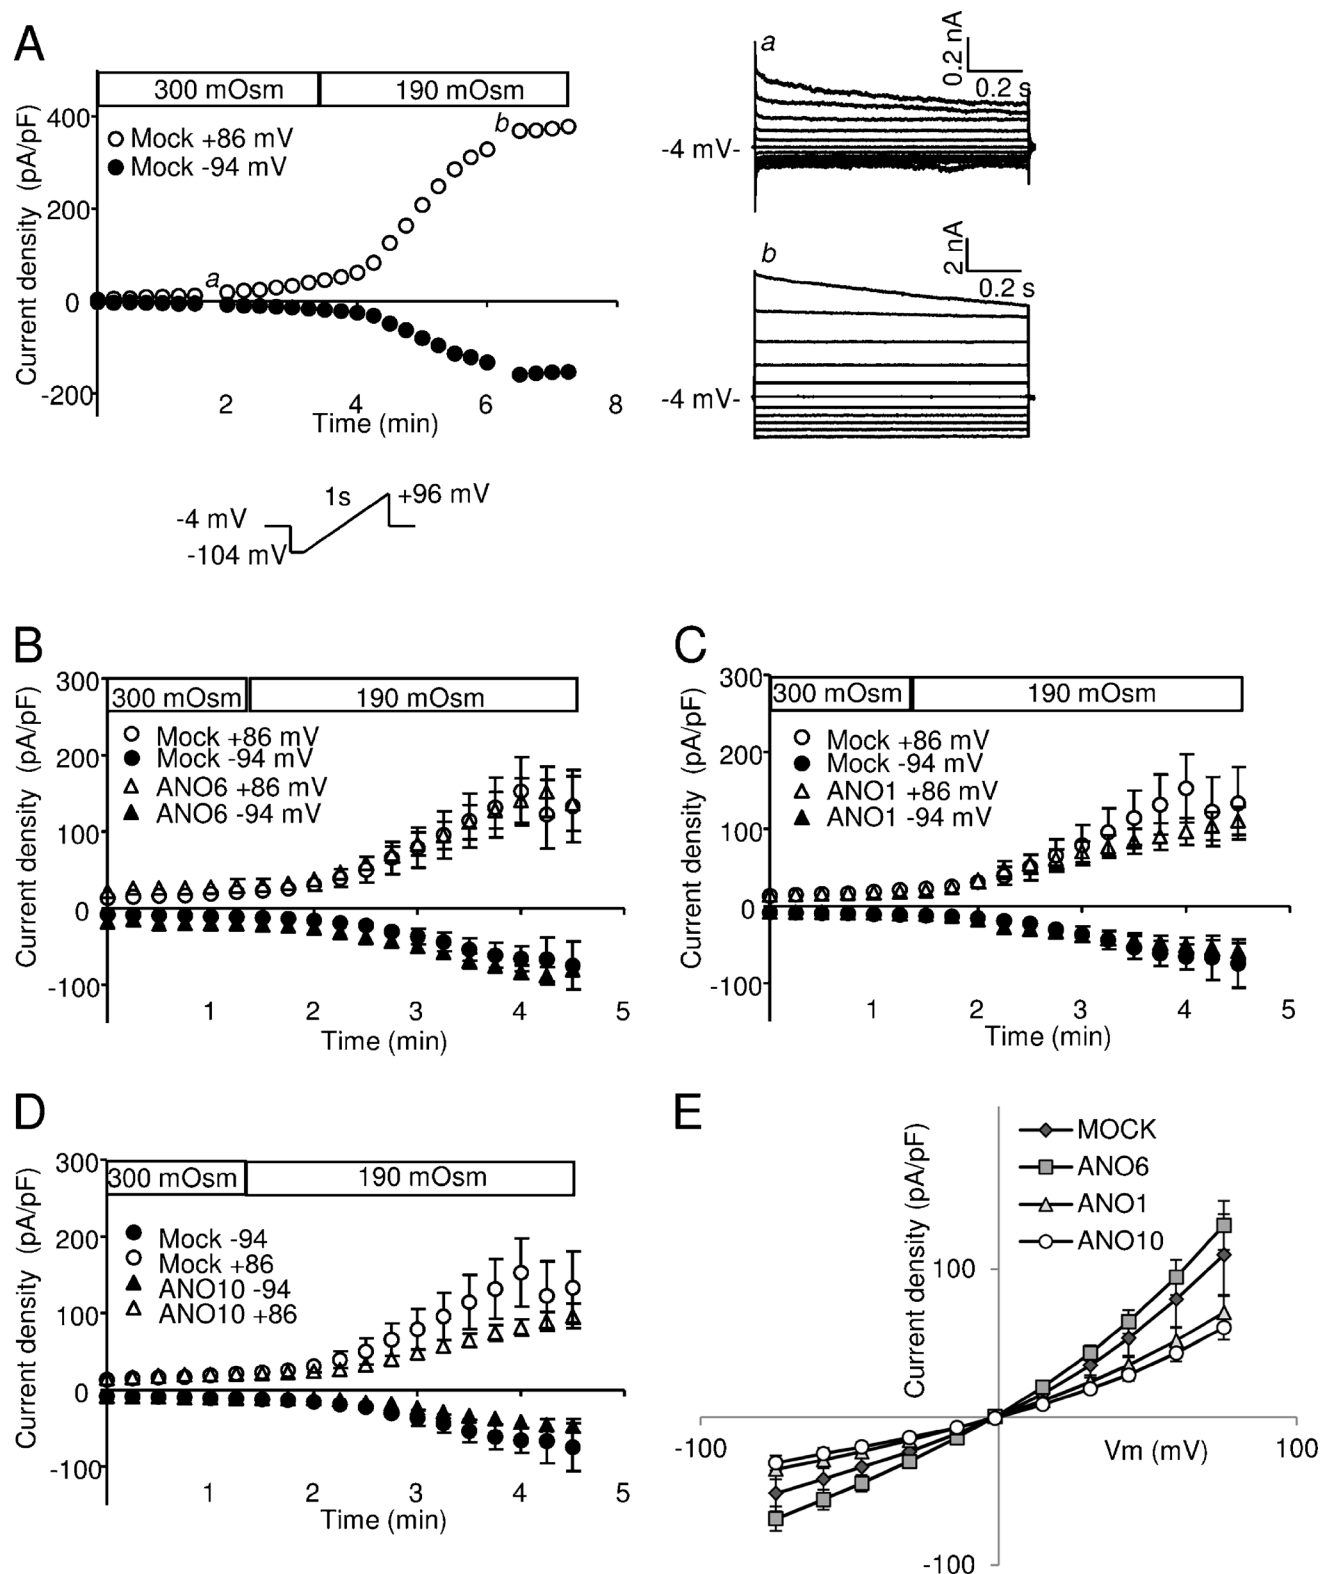 A
300 mOsm 190 mOsm
Current density (pA/pF)
400
200
0
-200
Mock +86 mV
Mock -94 mV
a
b
2 4 6 8
Time (min)
a
0.2 nA
0.2 s
-4 mV-
b
2 nA
0.2 s
-4 mV-
1s
+96 mV
-4 mV
-104 mV
B
300 mOsm 190 mOsm
Current density (pA/pF)
300
200
100
0
-100
Mock +86 mV
Mock -94 mV
ANO6 +86 mV
ANO6 -94 mV
1 2 3 4 5
Time (min)
C
300 mOsm 190 mOsm
Current density (pA/pF)
300
200
100
0
-100
Mock +86 mV
Mock -94 mV
ANO1 +86 mV
ANO1 -94 mV
1 2 3 4 5
Time (min)
D
300 mOsm 190 mOsm
Current density (pA/pF)
300
200
100
0
-100
Mock -94
Mock +86
ANO10 -94
ANO10 +86
1 2 3 4 5
Time (min)
E
Current density (pA/pF)
MOCK
ANO6
ANO1
ANO10
100
-100 Vm (mV) 100
-100